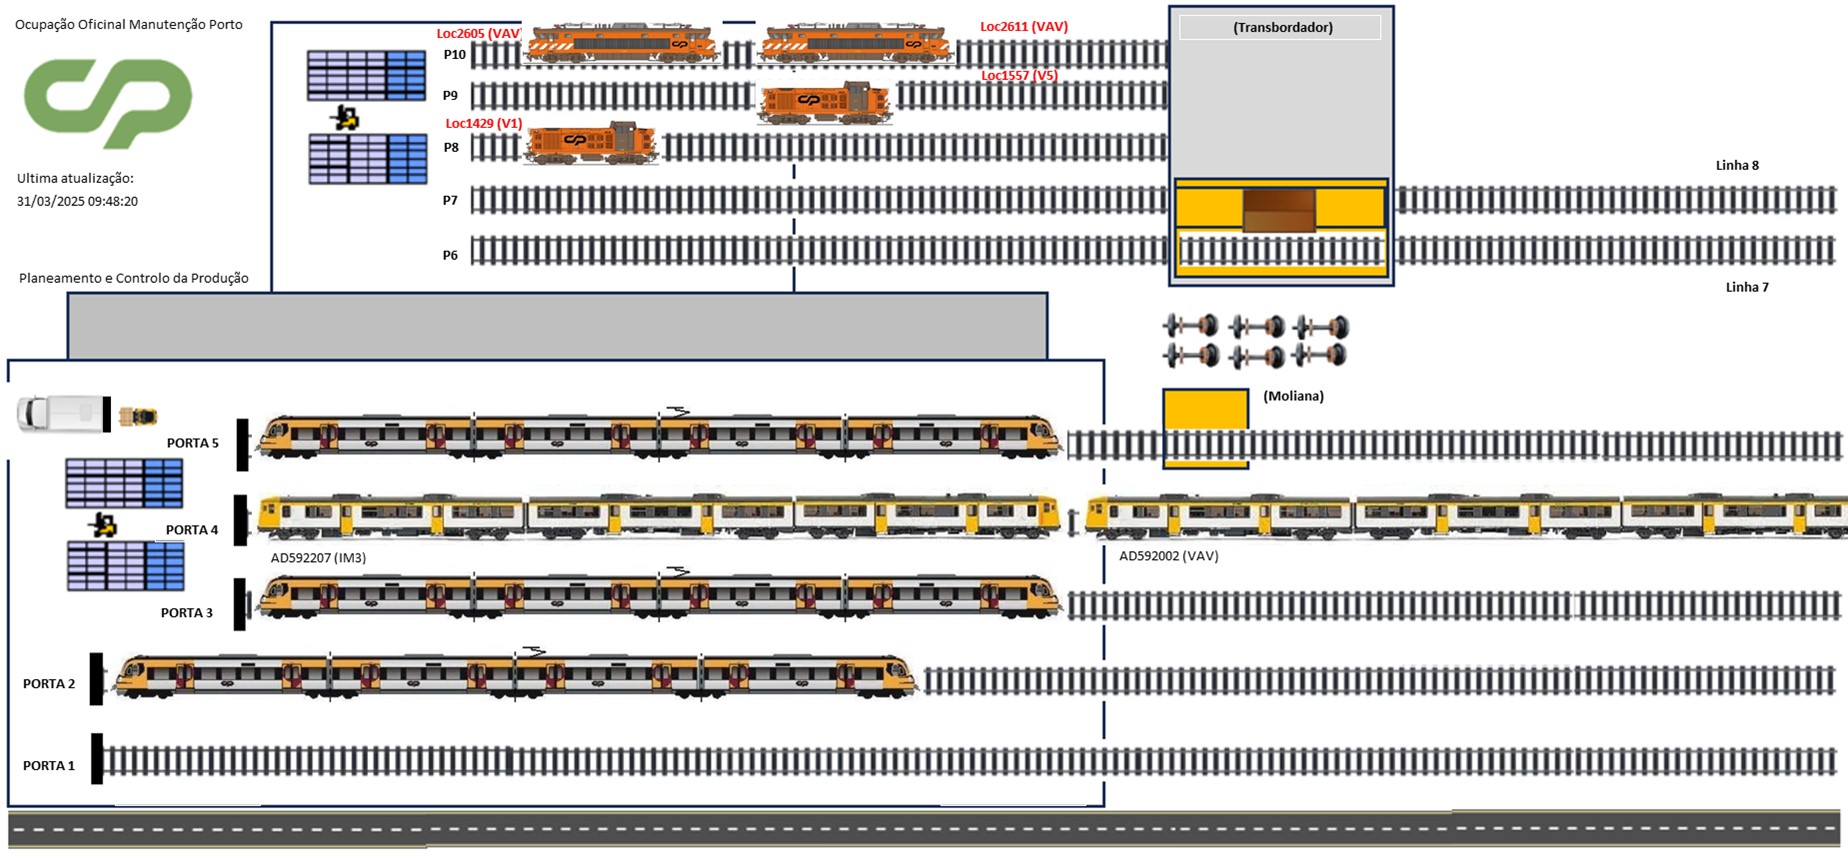 Ocupação Oficinal Manutenção Porto
Ultima atualização:
31/03/2025 09:48:20
Planeamento e Controlo da Produção
Loc2605 (VAV)
Loc2611 (VAV)
P10
(Transbordador)
Loc1557 (V5)
P9
Loc1429 (V1)
P8
Linha 8
P7
P6
Linha 7
(Moliana)
PORTA 5
PORTA 4
AD592207 (IM3)
AD592002 (VAV)
PORTA 3
PORTA 2
PORTA 1